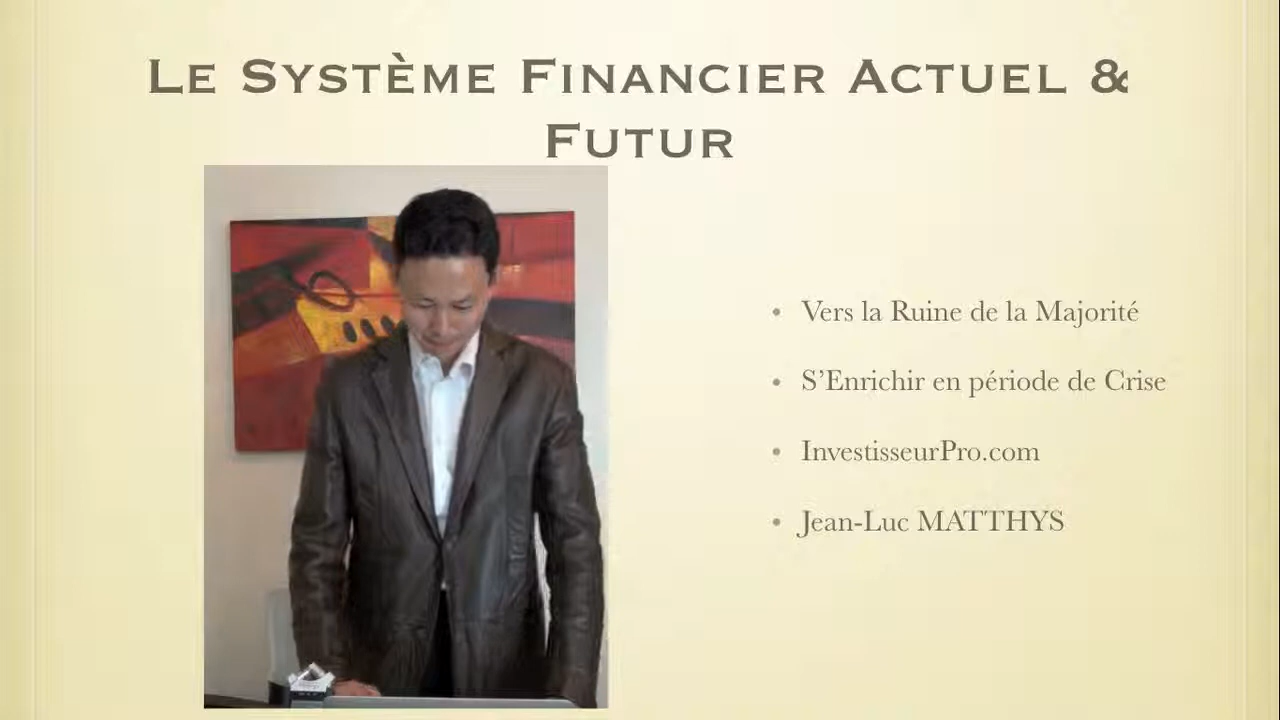 Le Système Financier Actuel &
Futur
• Vers la Ruine de la Majorité
• S’Enrichir en période de Crise
• InvestisseurPro.com
• Jean-Luc MATTHYS